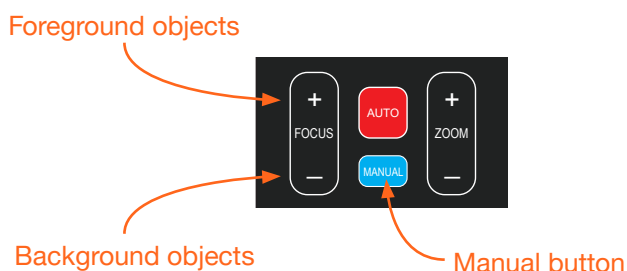 Foreground objects
+
+
AUTO
FOCUS
ZOOM
MANUAL
–
–
Background objects
Manual button